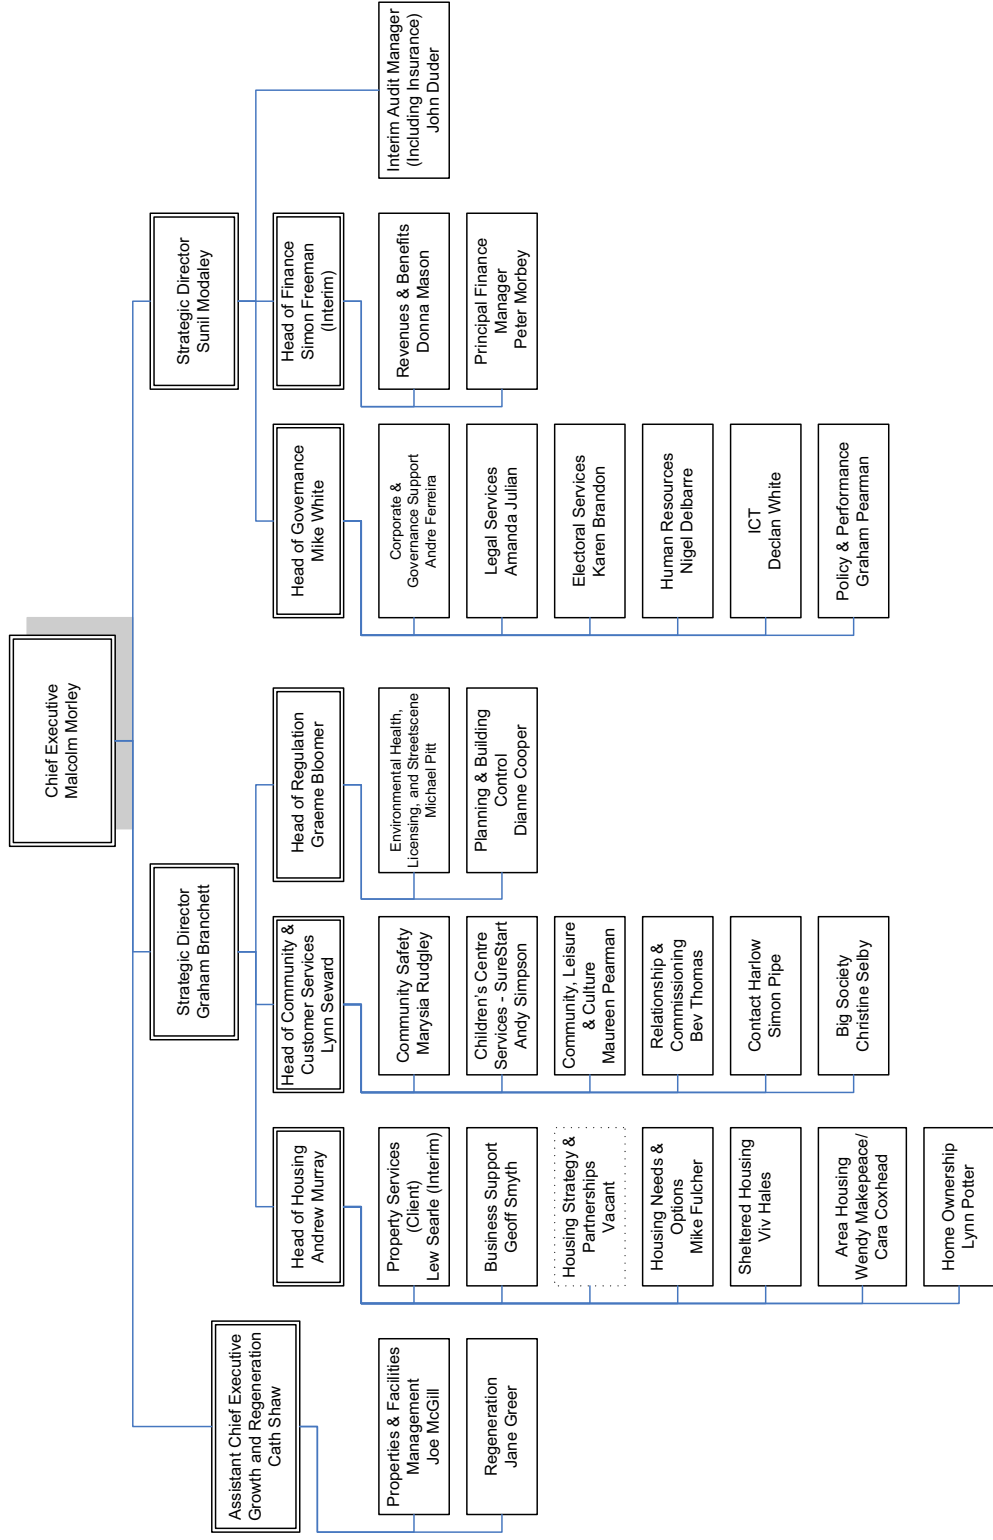 Chief Executive
Malcolm Morley
Assistant Chief Executive
Growth and Regeneration
Cath Shaw
Properties & Facilities
Management
Joe McGill
Regeneration
Jane Greer
Strategic Director
Graham Branchett
Head of Housing
Andrew Murray
Property Services
(Client)
Lew Searle (Interim)
Business Support
Geoff Smyth
Housing Strategy &
Partnerships
Vacant
Housing Needs &
Options
Mike Fulcher
Sheltered Housing
Viv Hales
Area Housing
Wendy Makepeace/
Cara Coxhead
Home Ownership
Lynn Potter
Head of Community &
Customer Services
Lynn Seward
Community Safety
Marysia Rudgley
Children's Centre
Services - SureStart
Andy Simpson
Community, Leisure
& Culture
Maureen Pearman
Relationship &
Commissioning
Bev Thomas
Contact Harlow
Simon Pipe
Big Society
Christine Selby
Head of Regulation
Graeme Bloomer
Environmental Health,
Licensing, and Streetscene
Michael Pitt
Planning & Building
Control
Dianne Cooper
Strategic Director
Sunil Modaley
Head of Governance
Mike White
Corporate &
Governance Support
Andre Ferreira
Legal Services
Amanda Julian
Electoral Services
Karen Brandon
Human Resources
Nigel Delbarre
ICT
Declan White
Policy & Performance
Graham Pearman
Head of Finance
Simon Freeman
(Interim)
Revenues & Benefits
Donna Mason
Principal Finance
Manager
Peter Morbey
Interim Audit Manager
(Including Insurance)
John Duder